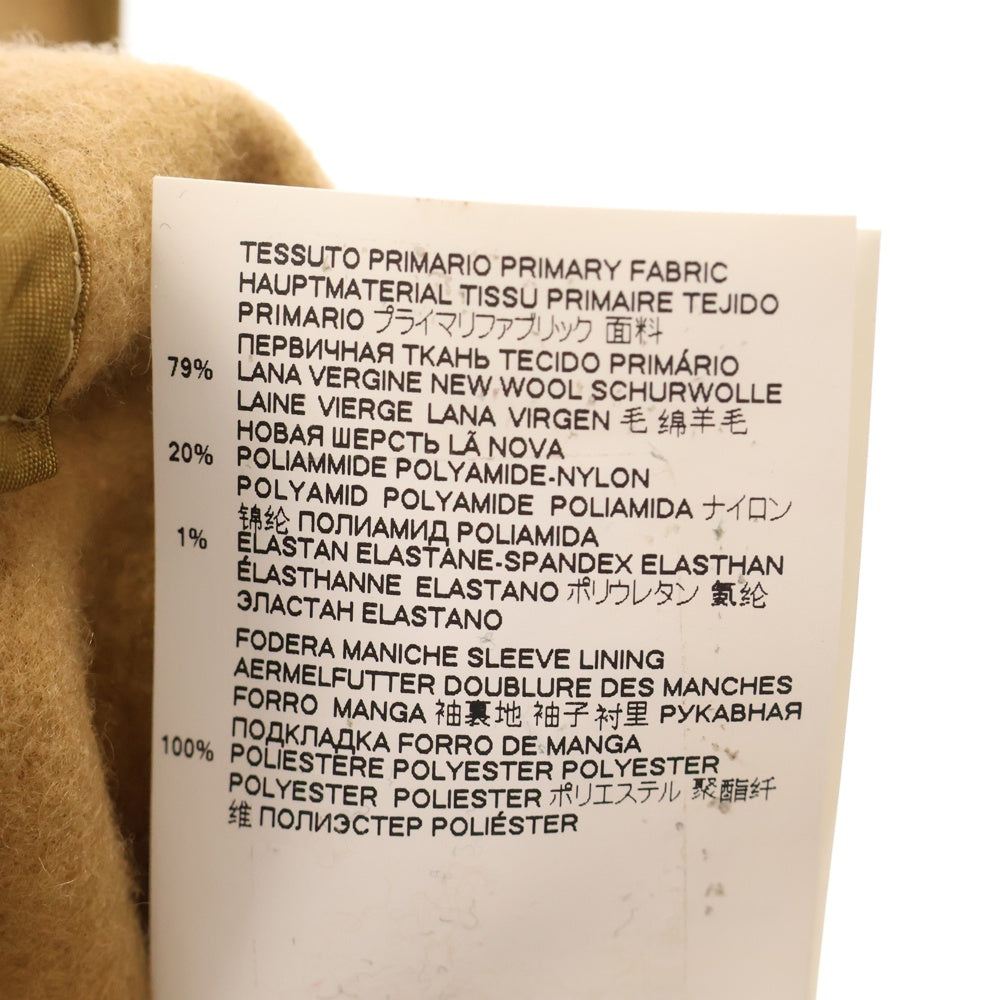 TESSUTO PRIMARIO PRIMARY FABRIC
HAUPTMATERIAL TISSU PRIMAIRE TEJIDO
PRIMARIO プライマリファブリック 面料
ПЕРВИЧНАЯ ТКАНЬ TECIDO PRIMÁRIO
79% LANA VERGINE NEW WOOL SCHURWOLLE
LAINE VIERGE LANA VIRGEN 毛 绵羊毛
НОВАЯ ШЕРСТЬ LÃ NOVA
20% POLIAMMIDE POLYAMIDE-NYLON
POLYAMID POLYAMIDE POLIAMIDA ナイロン
锦纶 ПОЛИАМИД POLIAMIDA
1% ELASTAN ELASTANE-SPANDEX ELASTHAN
ÉLASTHANNE ELASTANO ポリウレタン 氨纶
ЭЛАСТАН ELASTANO
FODERA MANICHE SLEEVE LINING
AERMELFUTTER DOUBLURE DES MANCHES
FORRO MANGA 袖裏地 袖子衬里 РУКАВНАЯ
ПОДКЛАДКА FORRO DE MANGA
100% POLIESTERE POLYESTER POLYESTER
POLYESTER POLIESTER ポリエステル 聚酯纤
维 ПОЛИЭСТЕР POLIÉSTER